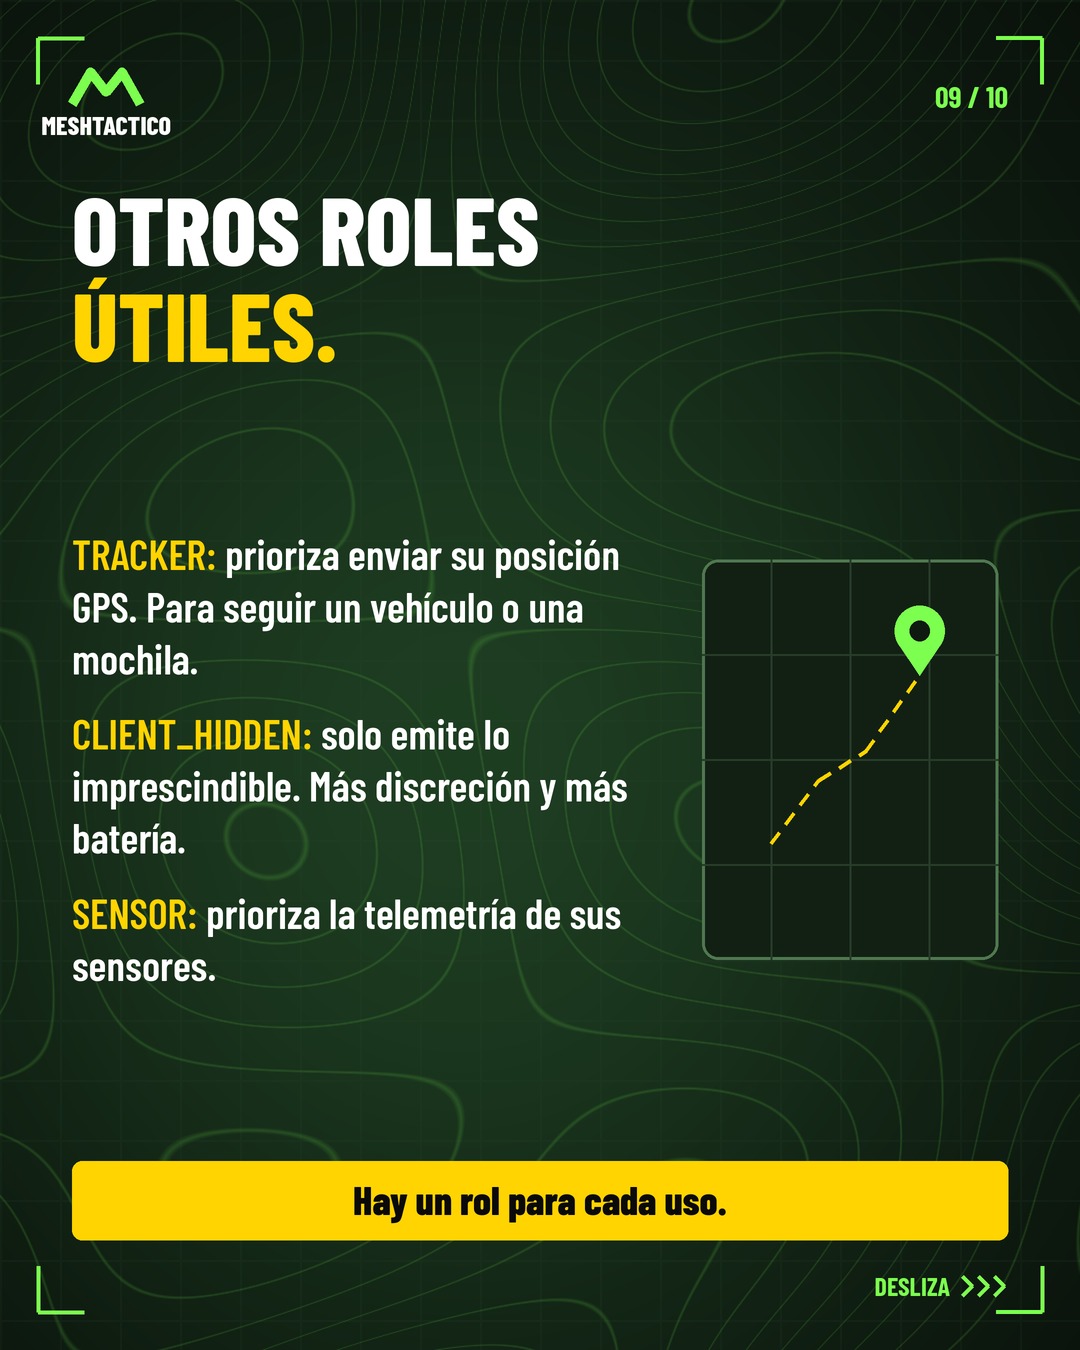 MESHTACTICO
09 / 10
OTROS ROLES
ÚTILES.
TRACKER: prioriza enviar su posición
GPS. Para seguir un vehículo o una
mochila.
CLIENT_HIDDEN: solo emite lo
imprescindible. Más discreción y más
batería.
SENSOR: prioriza la telemetría de sus
sensores.
Hay un rol para cada uso.
DESLIZA >>>